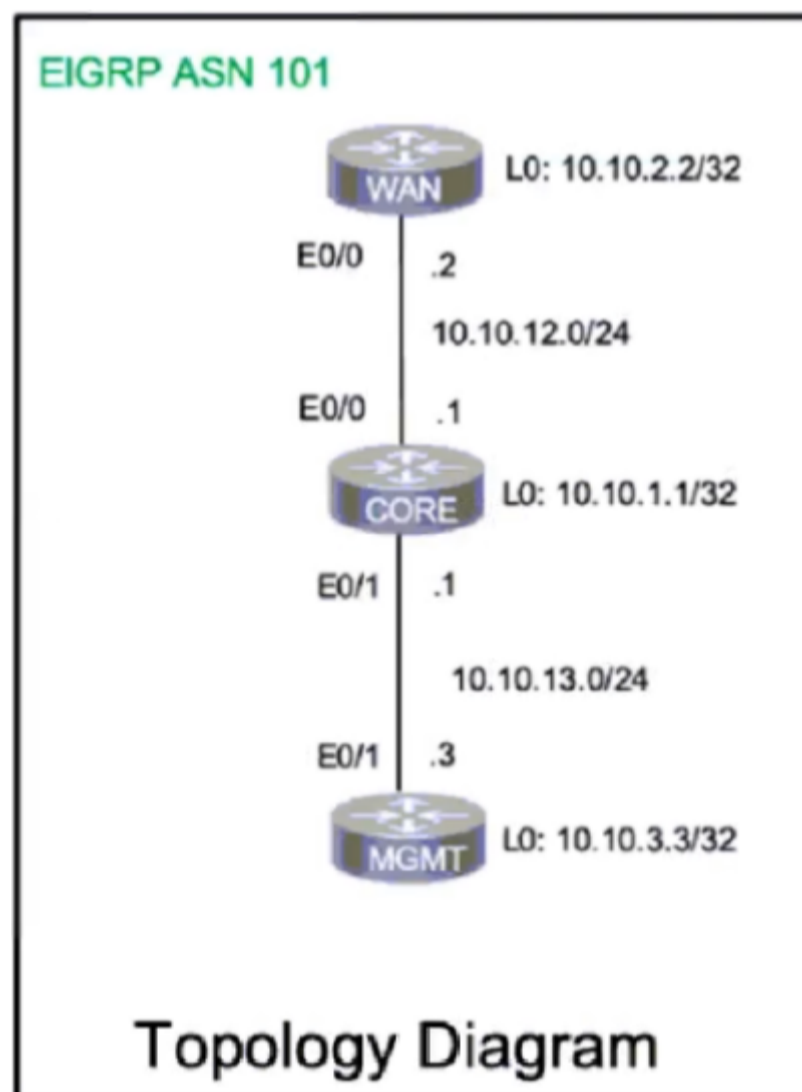 EIGRP ASN 101
WAN
L0: 10.10.2.2/32
E0/0
.2
10.10.12.0/24
E0/0
.1
CORE
L0: 10.10.1.1/32
E0/1
.1
10.10.13.0/24
E0/1
.3
MGMT
L0: 10.10.3.3/32
Topology Diagram